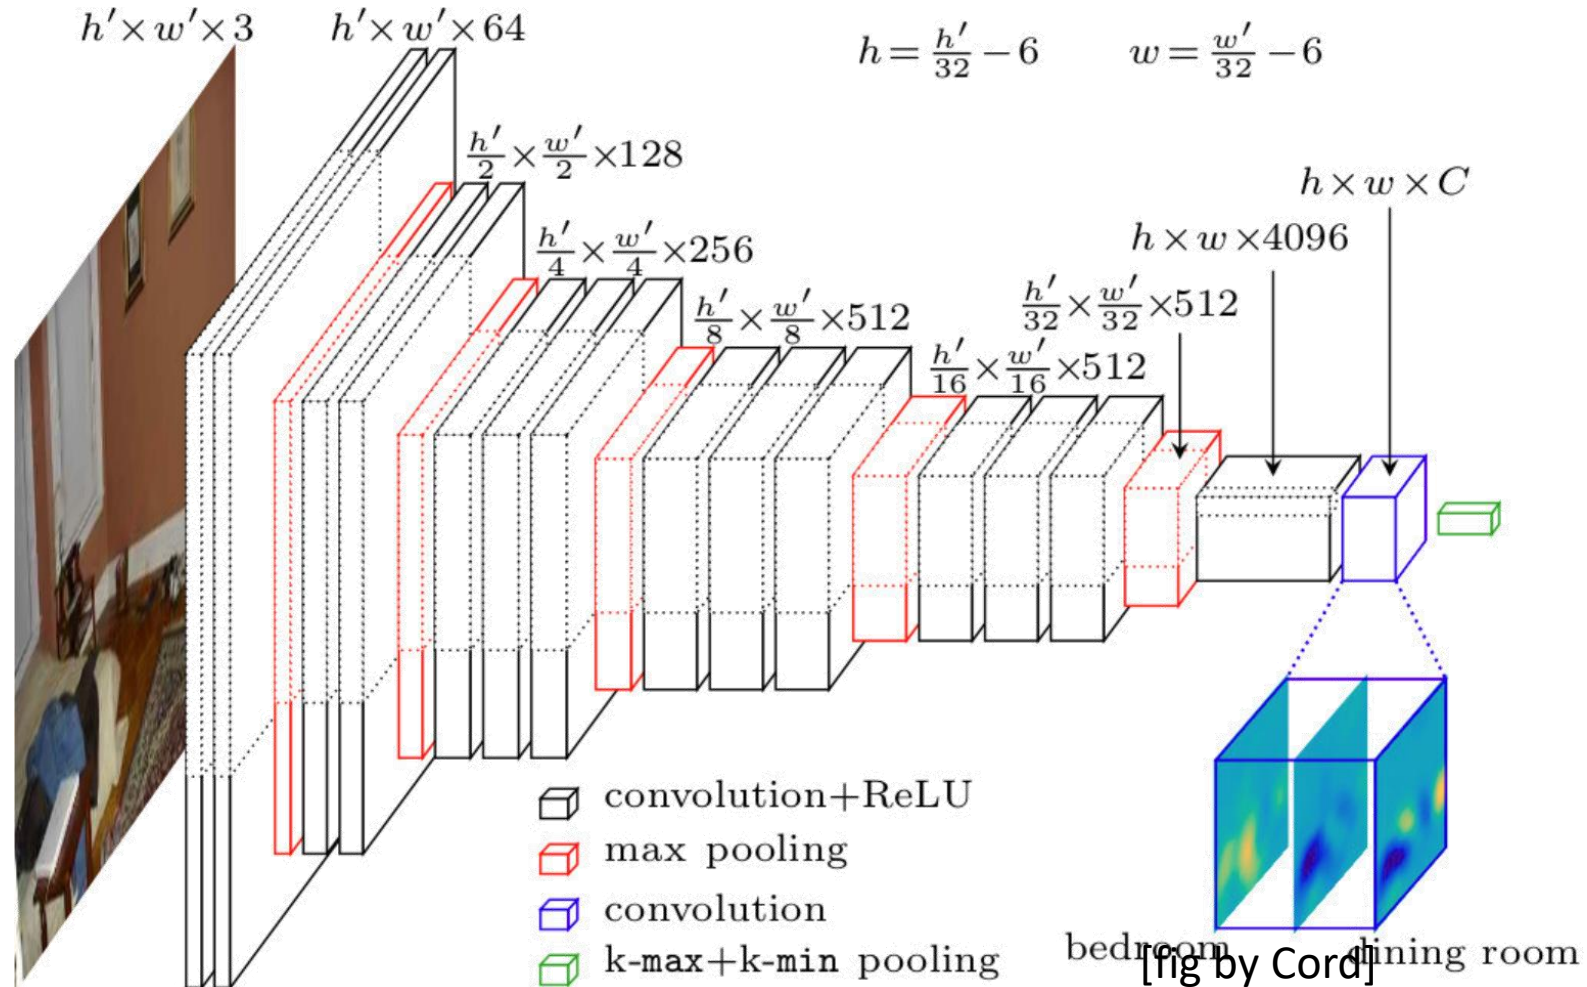 h′×w′×3
h′×w′×64
h = h′/32 − 6
w = w′/32 − 6
h′/2 × w′/2 ×128
h×w×C
h′/4 × w′/4 ×256
h×w×4096
h′/8 × w′/8 ×512
h′/32 × w′/32 ×512
h′/16 × w′/16 ×512
convolution+ReLU
max pooling
convolution
k-max+k-min pooling
bedroom
dining room
[fig by Cord]